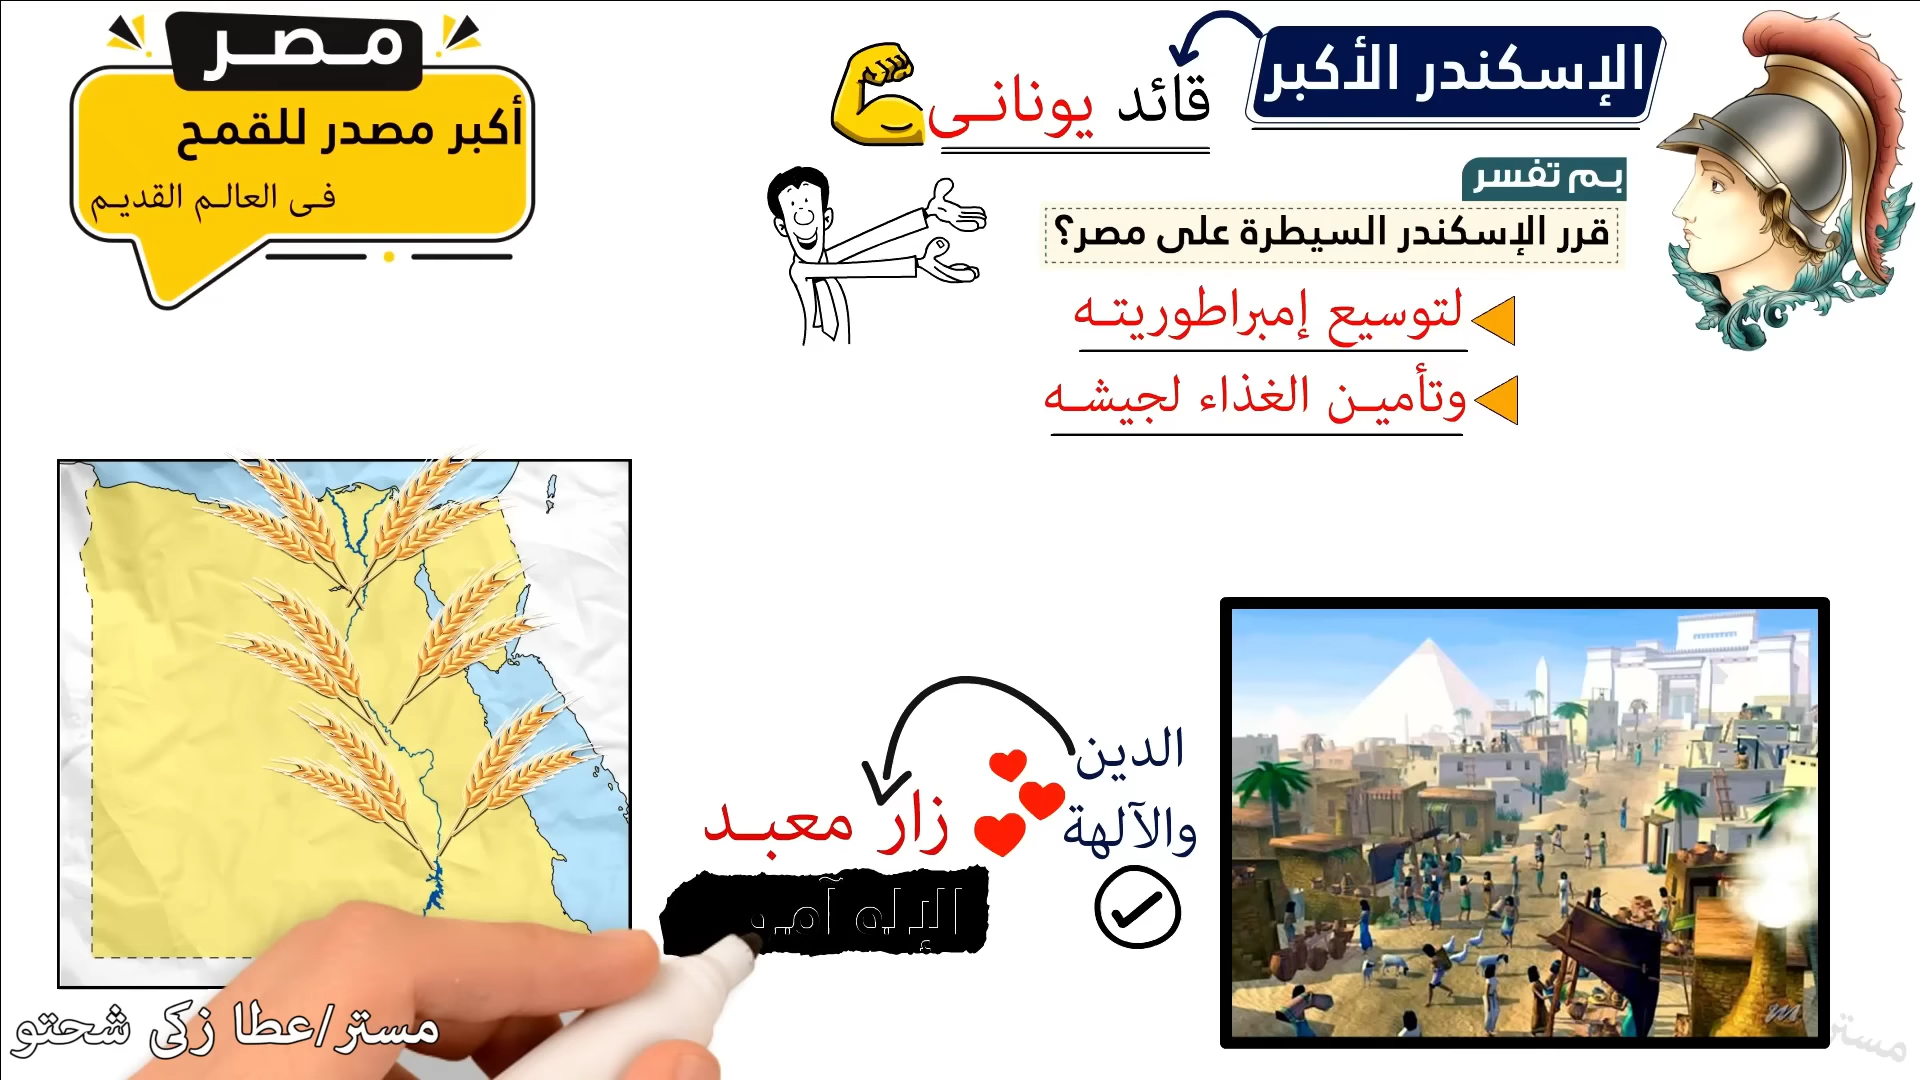 الإسكندر الأكبر
قائد يونانى
بم تفسر
قرر الإسكندر السيطرة على مصر؟
لتوسيع إمبراطوريته
وتأمين الغذاء لجيشه
مصر
أكبر مصدر للقمح
فى العالم القديم
الدين
والآلهة
زار معبد
الإله
مستر/عطا زكى شحتو
مستر